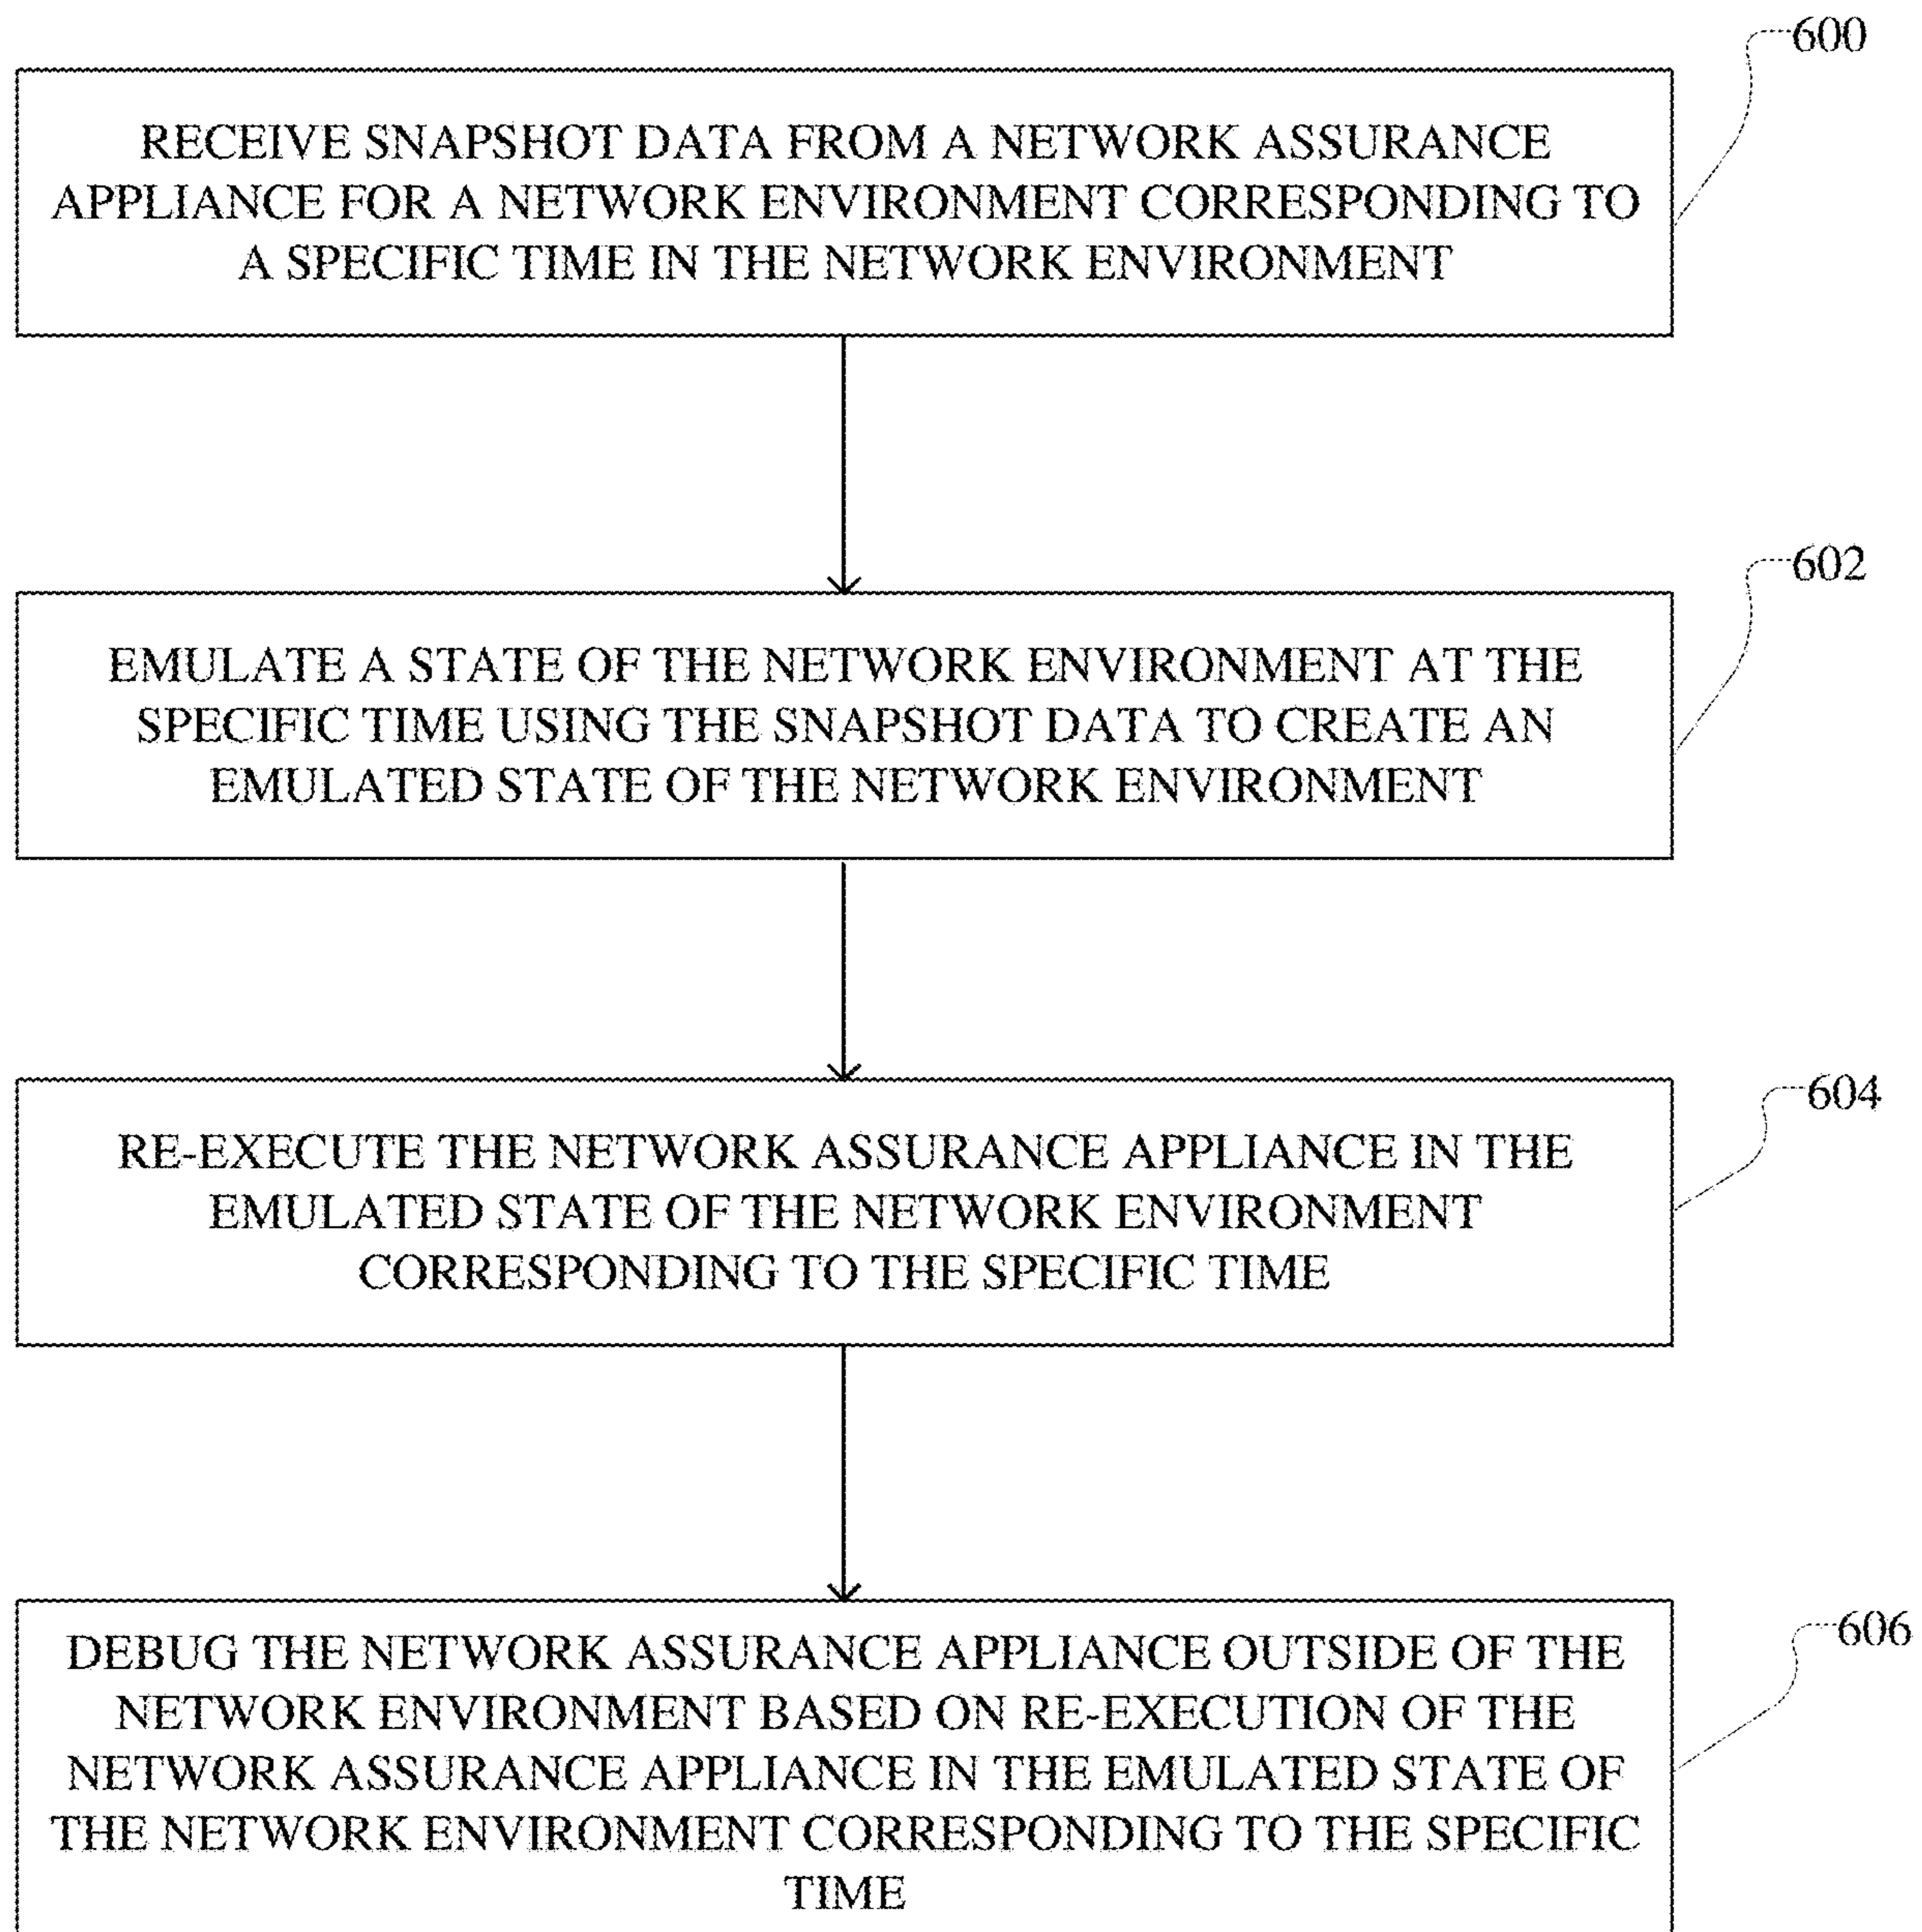 600
RECEIVE SNAPSHOT DATA FROM A NETWORK ASSURANCE
APPLIANCE FOR A NETWORK ENVIRONMENT CORRESPONDING TO
A SPECIFIC TIME IN THE NETWORK ENVIRONMENT
602
EMULATE A STATE OF THE NETWORK ENVIRONMENT AT THE
SPECIFIC TIME USING THE SNAPSHOT DATA TO CREATE AN
EMULATED STATE OF THE NETWORK ENVIRONMENT
604
RE-EXECUTE THE NETWORK ASSURANCE APPLIANCE IN THE
EMULATED STATE OF THE NETWORK ENVIRONMENT
CORRESPONDING TO THE SPECIFIC TIME
606
DEBUG THE NETWORK ASSURANCE APPLIANCE OUTSIDE OF THE
NETWORK ENVIRONMENT BASED ON RE-EXECUTION OF THE
NETWORK ASSURANCE APPLIANCE IN THE EMULATED STATE OF
THE NETWORK ENVIRONMENT CORRESPONDING TO THE SPECIFIC
TIME